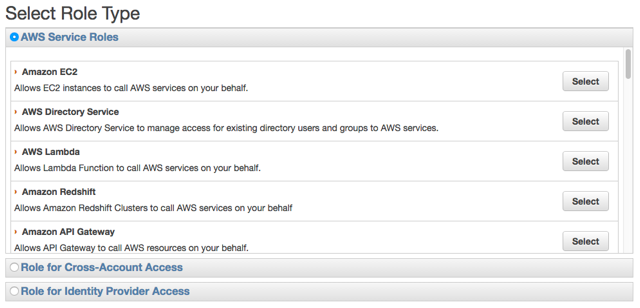 Select Role Type
AWS Service Roles
Amazon EC2
Allows EC2 instances to call AWS services on your behalf.
Select
AWS Directory Service
Allows AWS Directory Service to manage access for existing directory users and groups to AWS services.
Select
AWS Lambda
Allows Lambda Function to call AWS services on your behalf.
Select
Amazon Redshift
Allows Amazon Redshift Clusters to call AWS services on your behalf
Select
Amazon API Gateway
Allows API Gateway to call AWS resources on your behalf.
Select
Role for Cross-Account Access
Role for Identity Provider Access